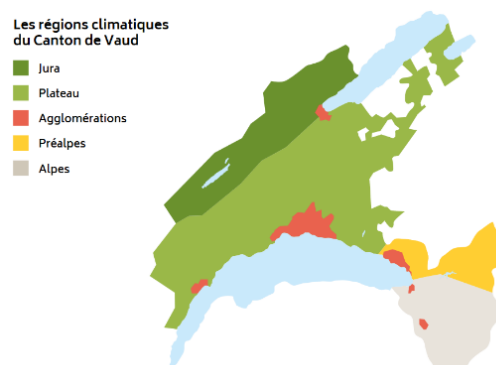 Les régions climatiques
du Canton de Vaud
Jura
Plateau
Agglomérations
Préalpes
Alpes